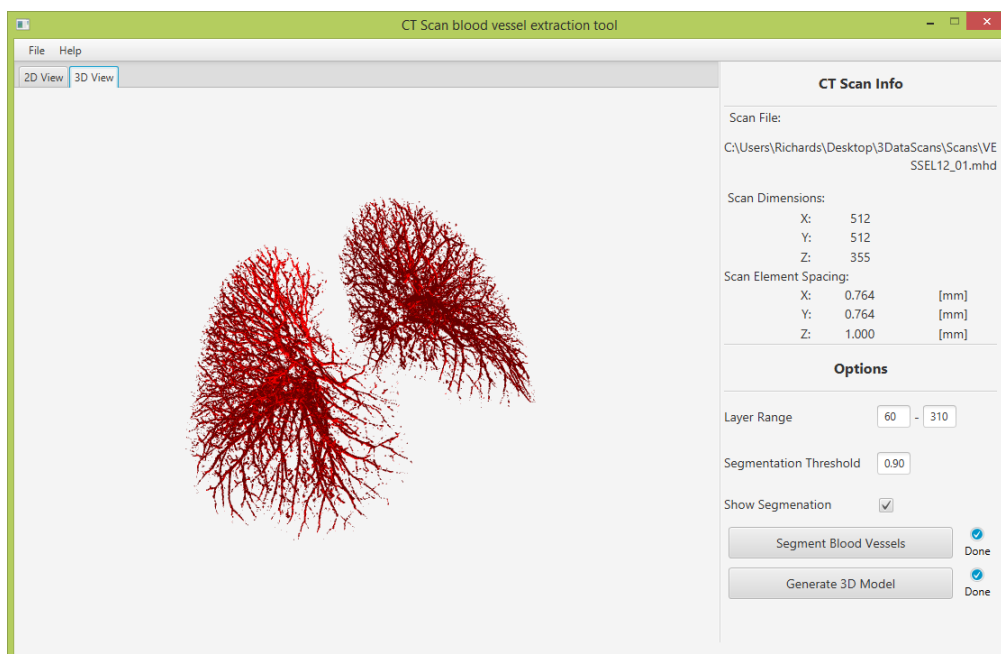 CT Scan blood vessel extraction tool
File Help
2D View 3D View
CT Scan Info
Scan File:
C:\Users\Richards\Desktop\3DataScans\Scans\VE
SSEL12_01.mhd
Scan Dimensions:
X: 512
Y: 512
Z: 355
Scan Element Spacing:
X: 0.764 [mm]
Y: 0.764 [mm]
Z: 1.000 [mm]
Options
Layer Range 60 - 310
Segmentation Threshold 0.90
Show Segmenation
Segment Blood Vessels Done
Generate 3D Model Done